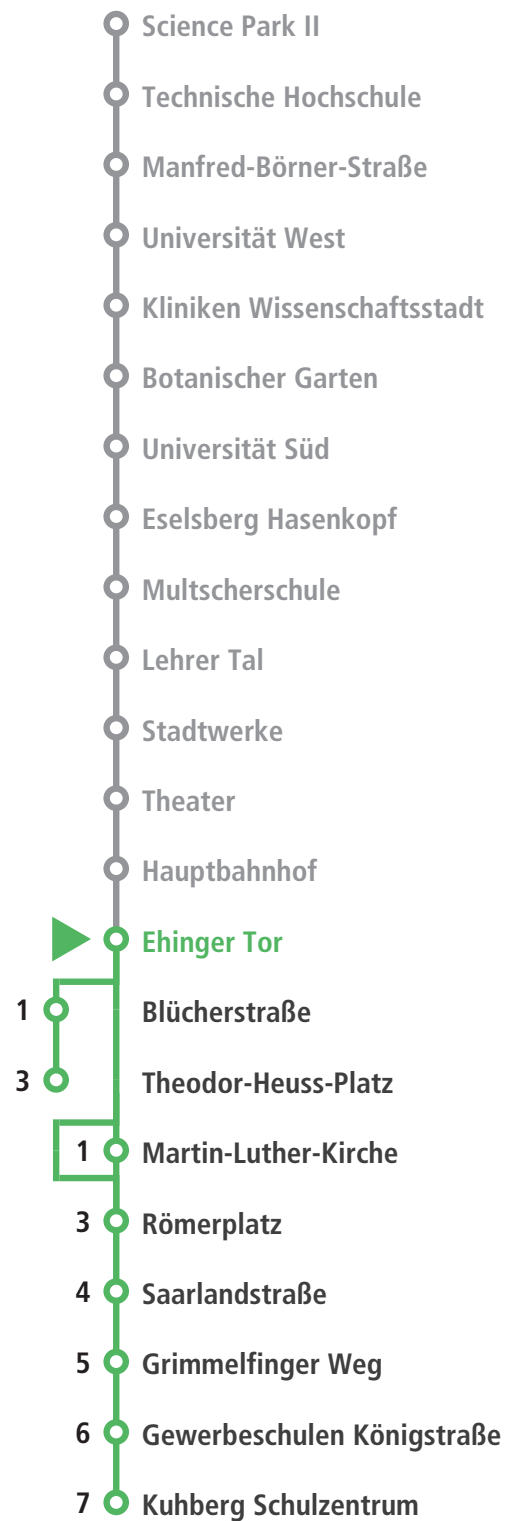 Science Park II
Technische Hochschule
Manfred-Börner-Straße
Universität West
Kliniken Wissenschaftsstadt
Botanischer Garten
Universität Süd
Eselsberg Hasenkopf
Multscherschule
Lehrer Tal
Stadtwerke
Theater
Hauptbahnhof
Ehinger Tor
1 Blücherstraße
3 Theodor-Heuss-Platz
1 Martin-Luther-Kirche
3 Römerplatz
4 Saarlandstraße
5 Grimmelfinger Weg
6 Gewerbeschulen Königstraße
7 Kuhberg Schulzentrum